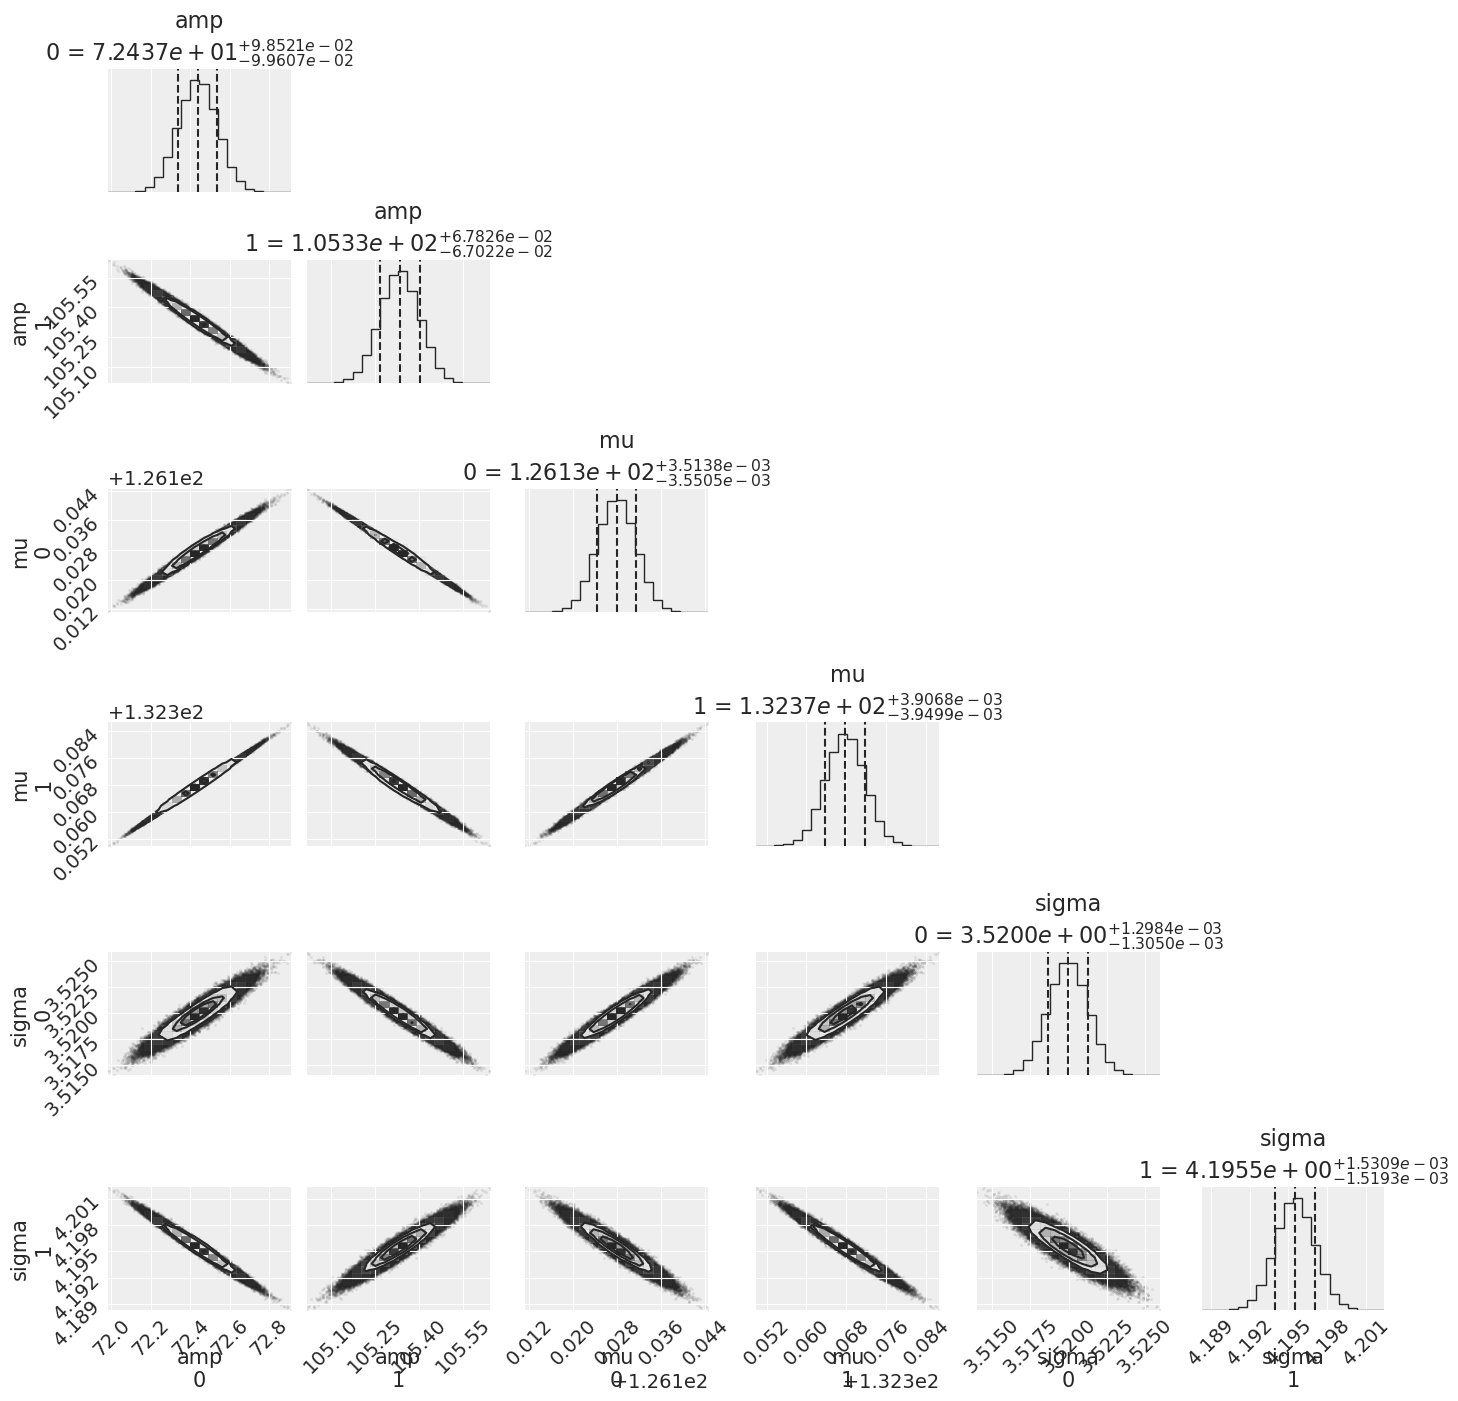 amp
0 = 7.2437e + 01 +9.8521e − 02 −9.9607e − 02
amp
1 = 1.0533e + 02 +6.7826e − 02 −6.7022e − 02
amp
1
105.55
105.40
105.25
105.10
mu
0 = 1.2613e + 02 +3.5138e − 03 −3.5505e − 03
+1.261e2
mu
0
0.044
0.036
0.028
0.020
0.012
mu
1 = 1.3237e + 02 +3.9068e − 03 −3.9499e − 03
+1.323e2
mu
1
0.084
0.076
0.068
0.060
0.052
sigma
0 = 3.5200e + 00 +1.2984e − 03 −1.3050e − 03
sigma
0
3.5250
3.5225
3.5200
3.5175
3.5150
sigma
1 = 4.1955e + 00 +1.5309e − 03 −1.5193e − 03
sigma
1
4.201
4.198
4.195
4.192
4.189
72.0 72.2 72.4 72.6 72.8
amp
0
105.10 105.25 105.40 105.55
amp
1
0.012 0.020 0.028 0.036 0.044
mu
0 +1.261e2
0.052 0.060 0.068 0.076 0.084
mu
1 +1.323e2
3.5150 3.5175 3.5200 3.5225 3.5250
sigma
0
4.189 4.192 4.195 4.198 4.201
sigma
1